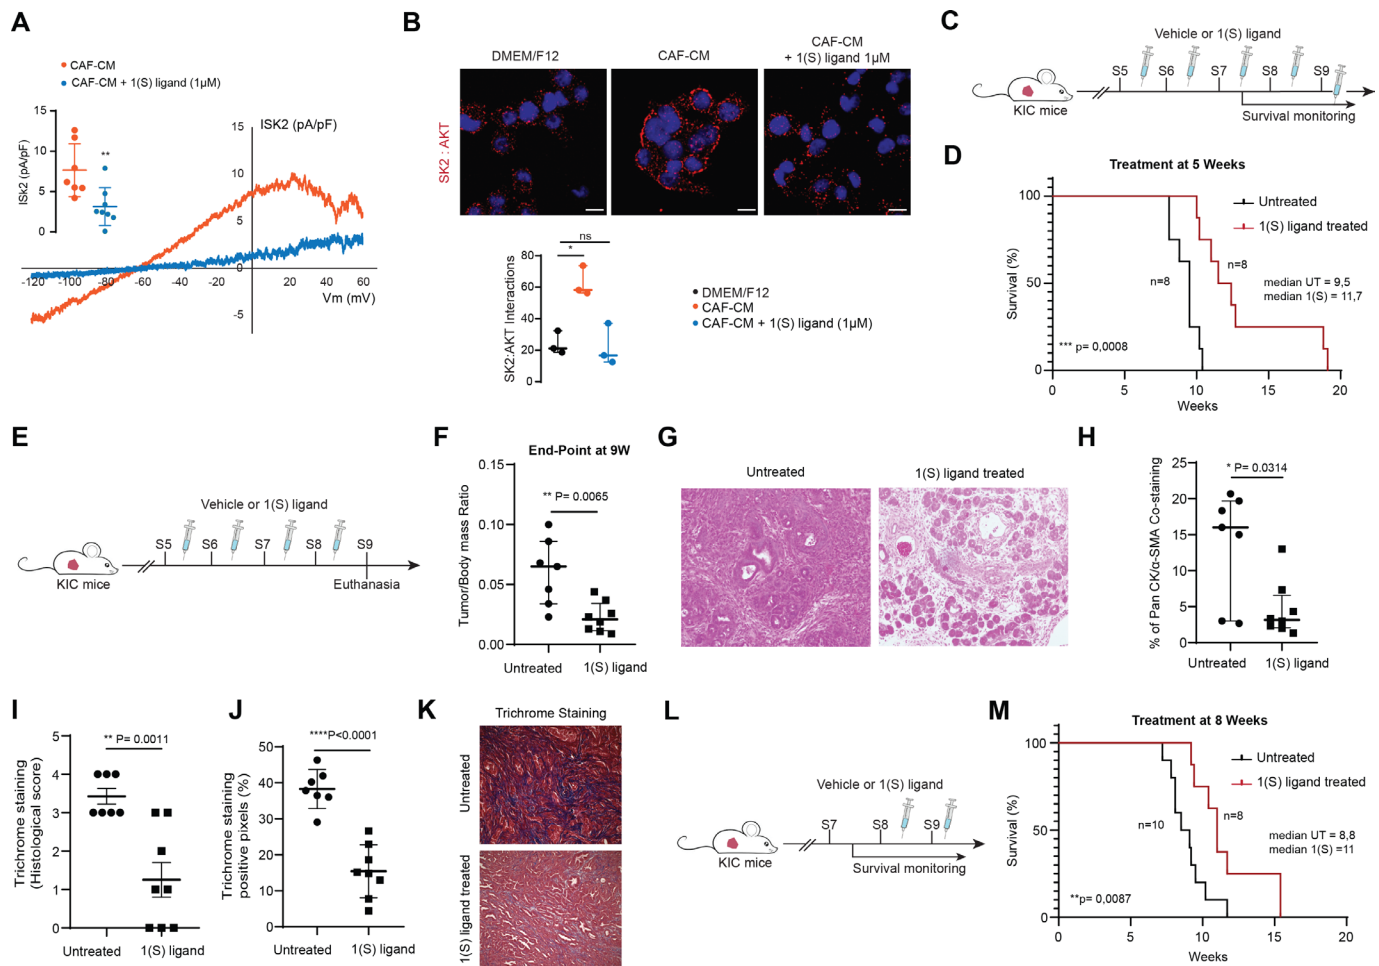 A
CAF-CM
CAF-CM + 1(S) ligand (1µM)
ISk2 (pA/pF)
15
10
5
0
**
ISK2 (pA/pF)
15
10
5
0
-5
-120 -100 -80 -60 -40 -20 0 20 40 60
Vm (mV)
B
DMEM/F12
CAF-CM
CAF-CM
+ 1(S) ligand 1µM
SK2 : AKT
SK2:AKT Interactions
80
60
40
20
0
ns
*
DMEM/F12
CAF-CM
CAF-CM + 1(S) ligand (1µM)
C
Vehicle or 1(S) ligand
S5 S6 S7 S8 S9
KIC mice
Survival monitoring
D
Treatment at 5 Weeks
Survival (%)
100
50
0
Untreated
1(S) ligand treated
n=8
n=8
median UT = 9,5
median 1(S) = 11,7
*** p= 0,0008
0 5 10 15 20
Weeks
E
Vehicle or 1(S) ligand
S5 S6 S7 S8 S9
KIC mice
Euthanasia
F
End-Point at 9W
Tumor/Body mass Ratio
0.15
0.10
0.05
0.00
** P= 0.0065
Untreated 1(S) ligand
G
Untreated
1(S) ligand treated
H
% of Pan CK/α-SMA Co-staining
25
20
15
10
5
0
* P= 0.0314
Untreated 1(S) ligand
I
Trichrome staining
(Histological score)
5
4
3
2
1
0
** P= 0.0011
Untreated 1(S) ligand
J
Trichrome staining
positive pixels (%)
50
40
30
20
10
0
****P<0.0001
Untreated 1(S) ligand
K
Trichrome Staining
Untreated
1(S) ligand treated
L
Vehicle or 1(S) ligand
S7 S8 S9
KIC mice
Survival monitoring
M
Treatment at 8 Weeks
Survival (%)
100
50
0
Untreated
1(S) ligand treated
n=10
n=8
median UT = 8,8
median 1(S) =11
**p= 0,0087
0 5 10 15 20
Weeks